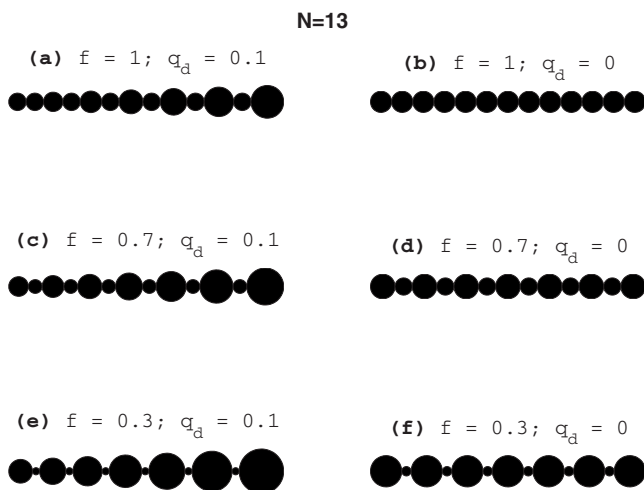 N=13
(a) f = 1; q_d = 0.1
(b) f = 1; q_d = 0
(c) f = 0.7; q_d = 0.1
(d) f = 0.7; q_d = 0
(e) f = 0.3; q_d = 0.1
(f) f = 0.3; q_d = 0